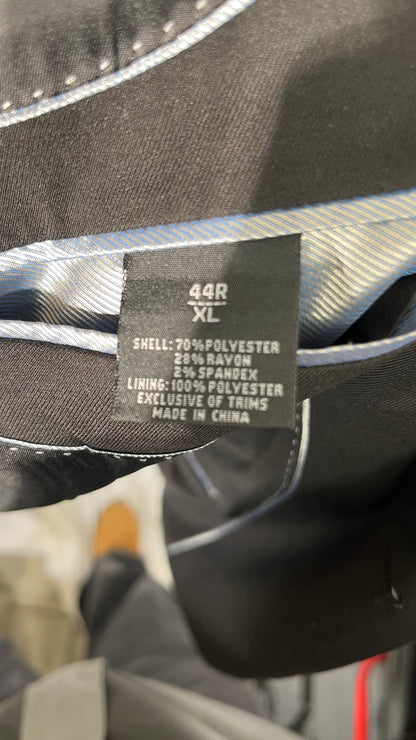 44R
XL
SHELL: 70%POLYESTER
28% RAYON
2% SPANDEX
LINING: 100% POLYESTER
EXCLUSIVE OF TRIMS
MADE IN CHINA